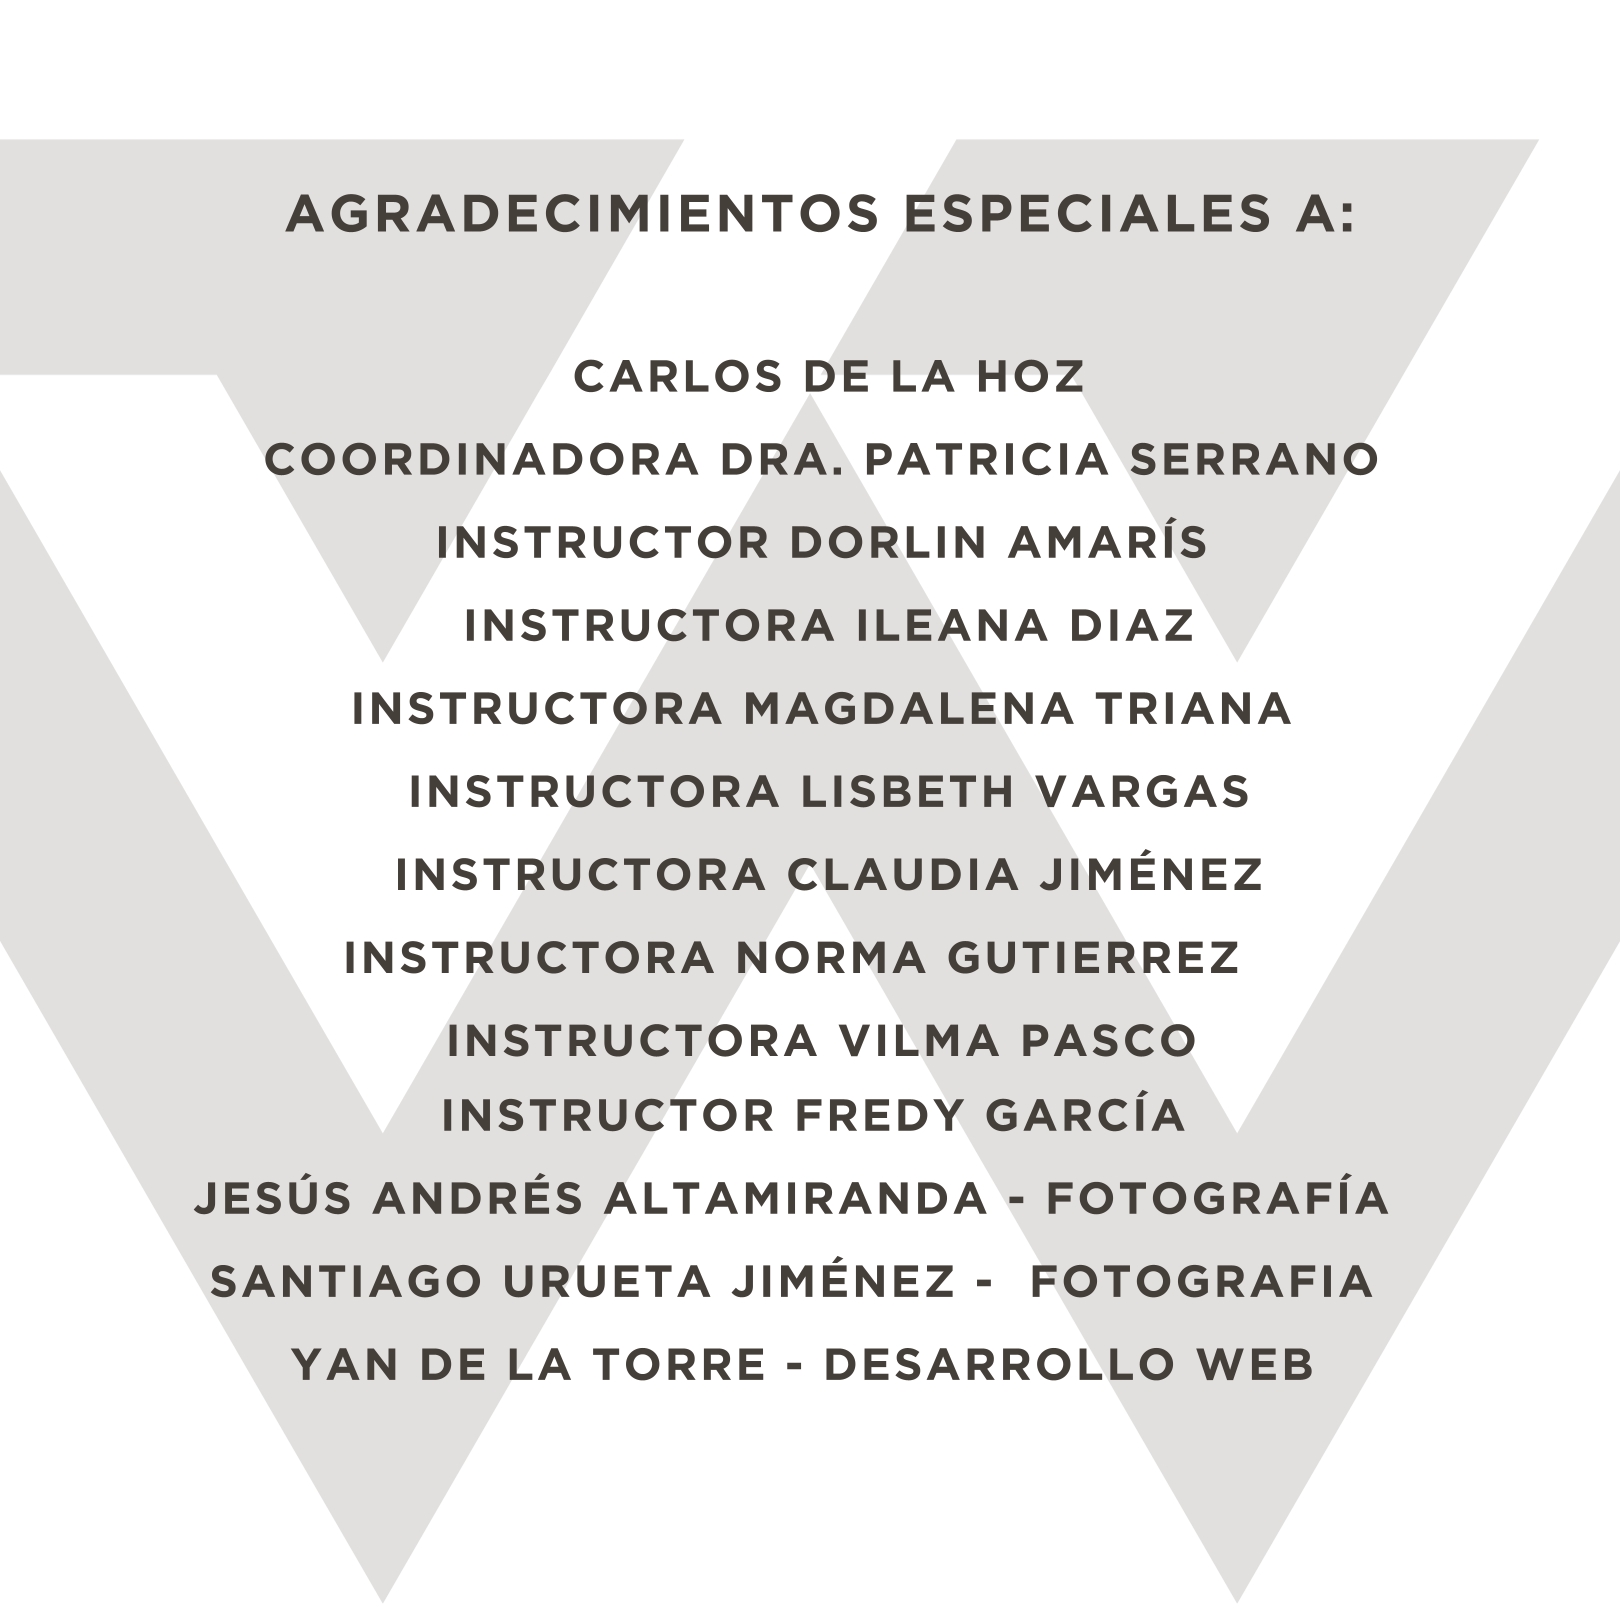 AGRADECIMIENTOS ESPECIALES A:
CARLOS DE LA HOZ
COORDINADORA DRA. PATRICIA SERRANO
INSTRUCTOR DORLIN AMARÍS
INSTRUCTORA ILEANA DIAZ
INSTRUCTORA MAGDALENA TRIANA
INSTRUCTORA LISBETH VARGAS
INSTRUCTORA CLAUDIA JIMÉNEZ
INSTRUCTORA NORMA GUTIERREZ
INSTRUCTORA VILMA PASCO
INSTRUCTOR FREDY GARCÍA
JESÚS ANDRÉS ALTAMIRANDA - FOTOGRAFÍA
SANTIAGO URUETA JIMÉNEZ - FOTOGRAFIA
YAN DE LA TORRE - DESARROLLO WEB